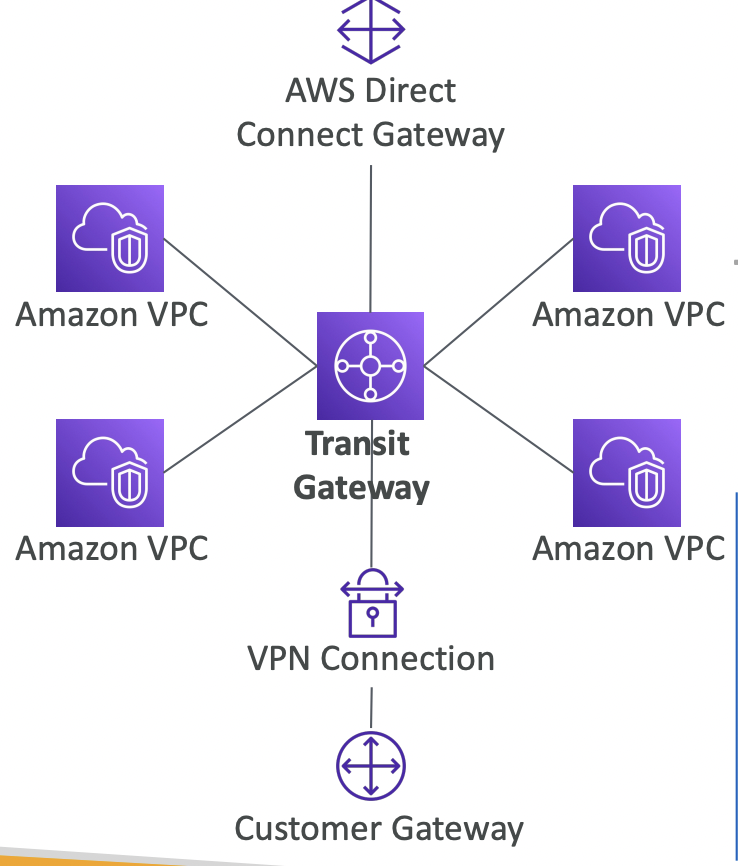 AWS Direct
Connect Gateway
Amazon VPC
Amazon VPC
Transit
Gateway
Amazon VPC
Amazon VPC
VPN Connection
Customer Gateway